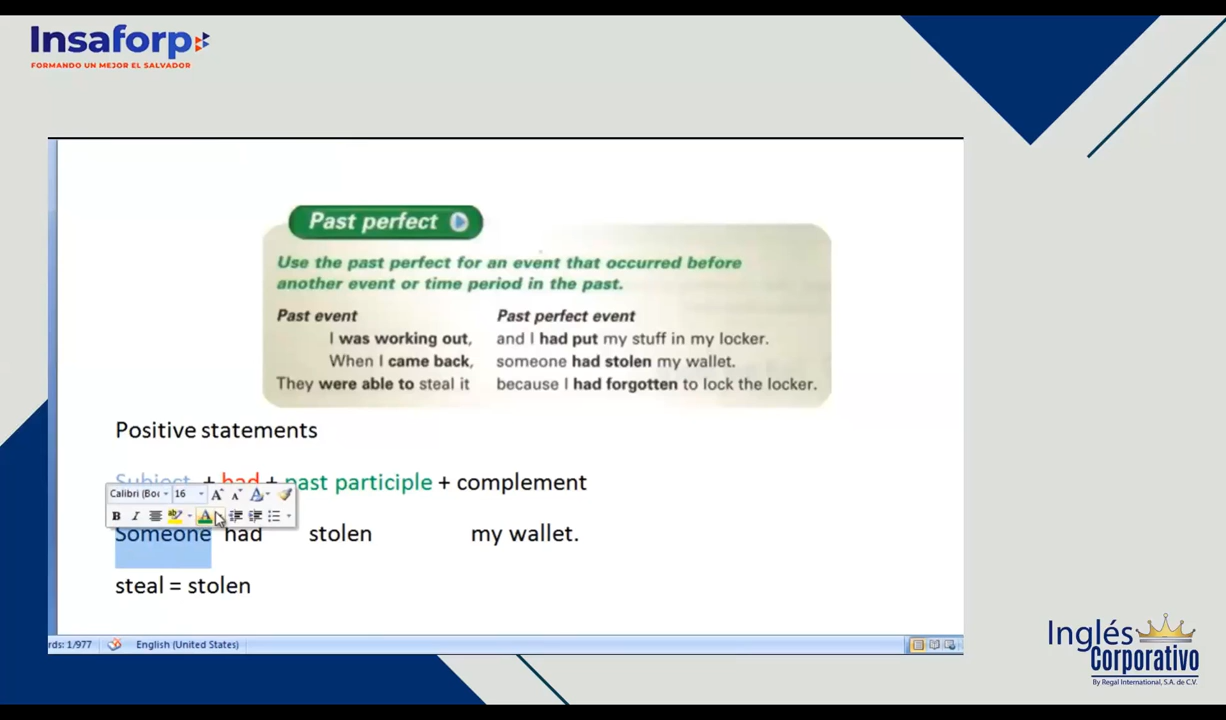 Insaforp
FORMANDO UN MEJOR EL SALVADOR
Past perfect
Use the past perfect for an event that occurred before
another event or time period in the past.
Past event Past perfect event
I was working out, and I had put my stuff in my locker.
When I came back, someone had stolen my wallet.
They were able to steal it because I had forgotten to lock the locker.
Positive statements
Subject + had + past participle + complement
Calibri (Boc 16
Someone had stolen my wallet.
steal = stolen
rds: 1/977 English (United States)
Inglés
Corporativo
By Regal International, S.A. de C.V.